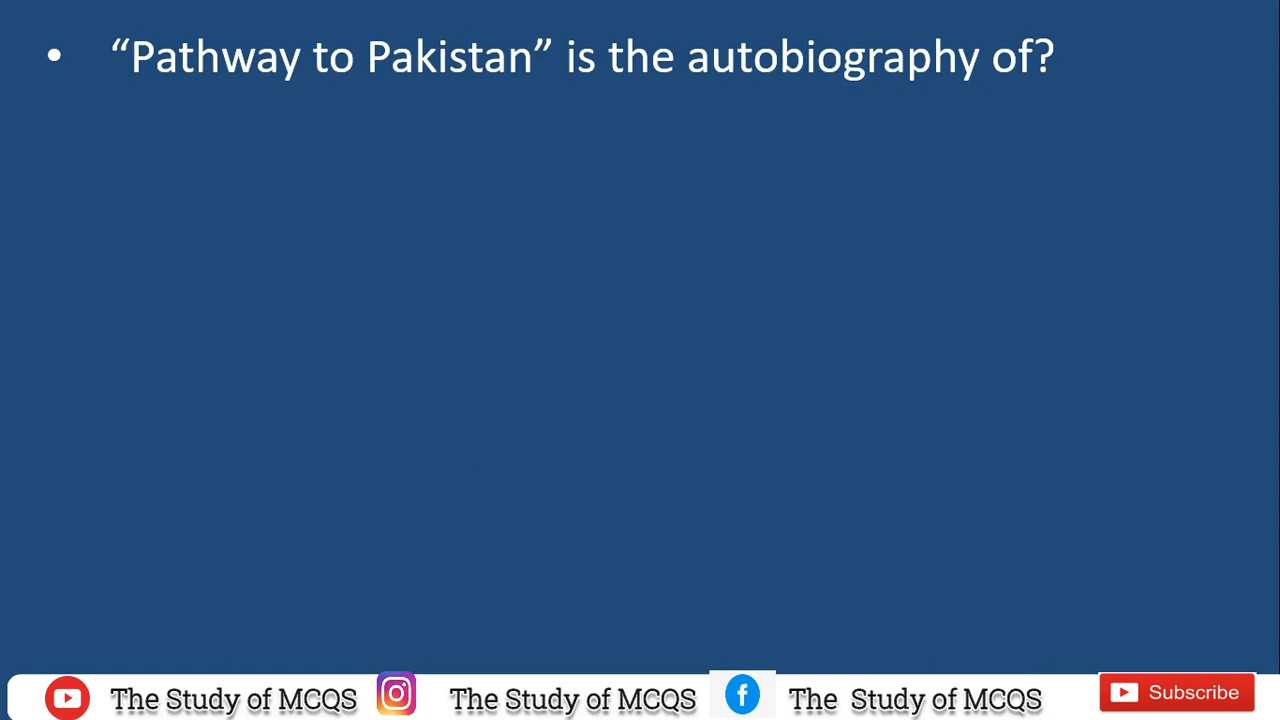 • “Pathway to Pakistan” is the autobiography of?
The Study of MCQS The Study of MCQS f The Study of MCQS Subscribe